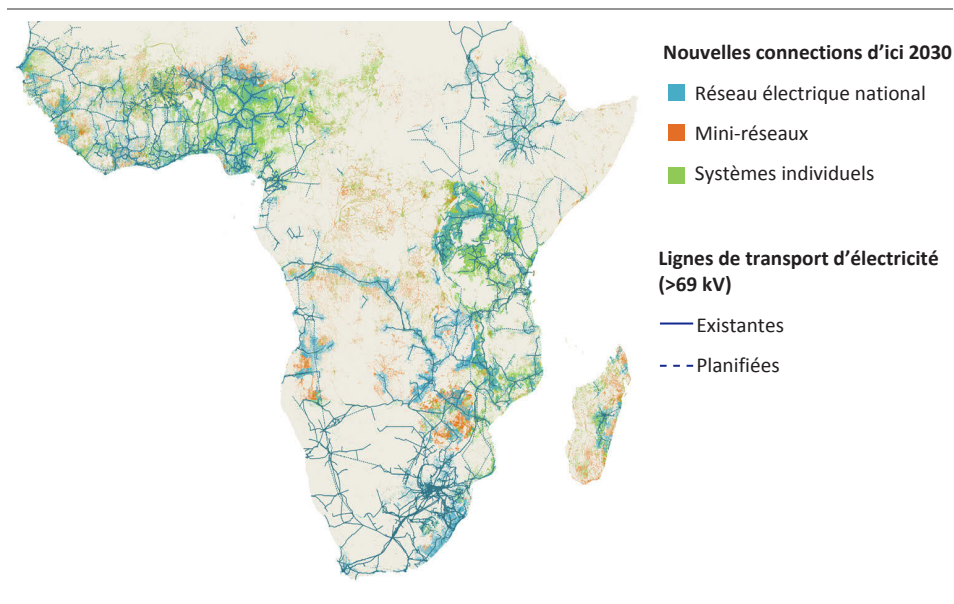 Nouvelles connections d’ici 2030
Réseau électrique national
Mini-réseaux
Systèmes individuels
Lignes de transport d’électricité
(>69 kV)
Existantes
Planifiées